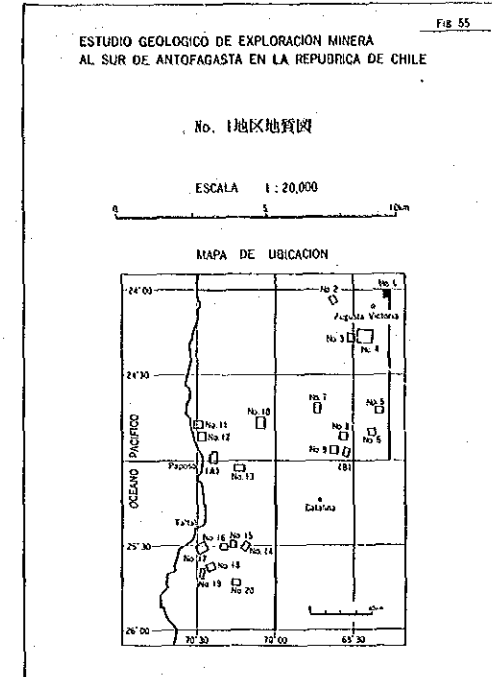 Fig 55
ESTUDIO GEOLOGICO DE EXPLORACION MINERA
AL SUR DE ANTOFAGASTA EN LA REPUBRICA DE CHILE
No. 1地区地質図
ESCALA 1 : 20,000
0 5 10km
MAPA DE UBICACION
24°00
No 2
No 1
Augusta Victoria
No 3
No 4
24°30
No.7
No.5
No.10
No.11
No.12
No 8
No 6
No 9
(B)
OCEANO PACIFICO
Paposo
(A)
No.13
Catalina
Taltal
25°30
No 16
No 15
No.14
No 17
No 18
No 19
No 20
26°00
70°30
70°00